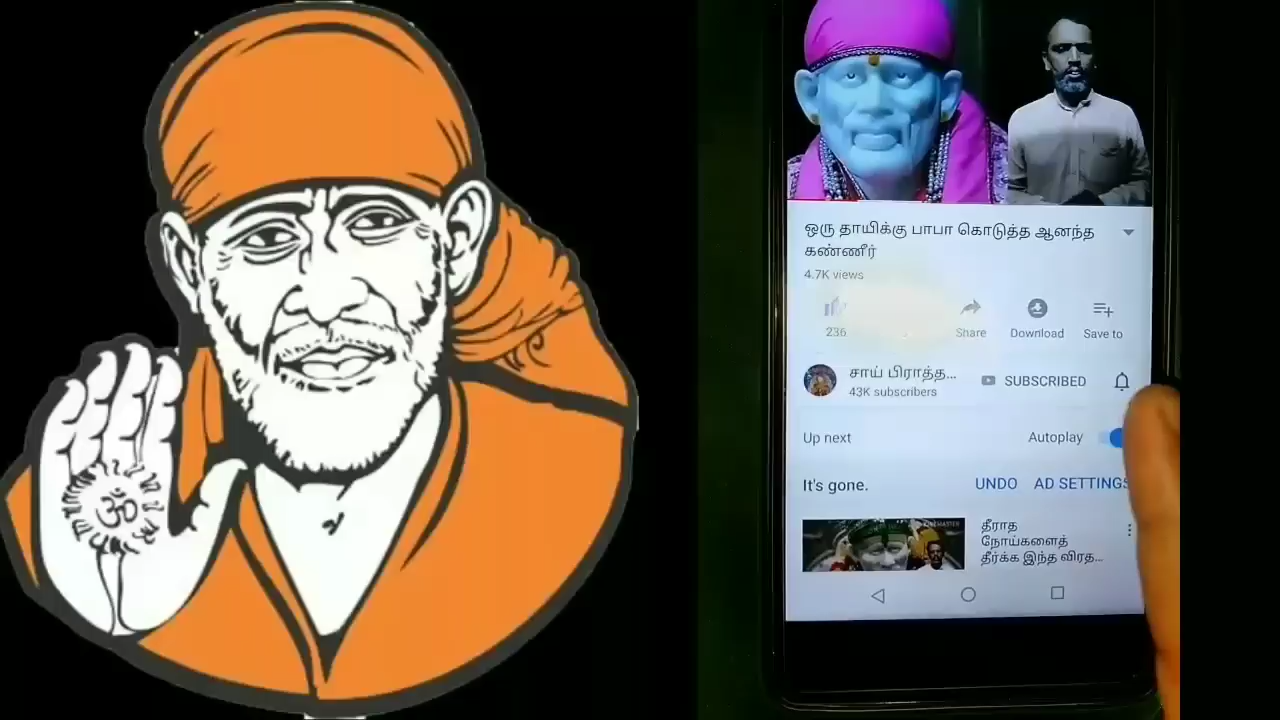 ஒரு தாயிக்கு பாபா கொடுத்த ஆனந்த
கண்ணீர்
4.7K views
236
Share
Download
Save to
சாய் பிராத்த...
43K subscribers
SUBSCRIBED
Up next
Autoplay
It's gone.
UNDO
AD SETTINGS
தீராத
நோய்களைத்
தீர்க்க இந்த விரத...
ॐ